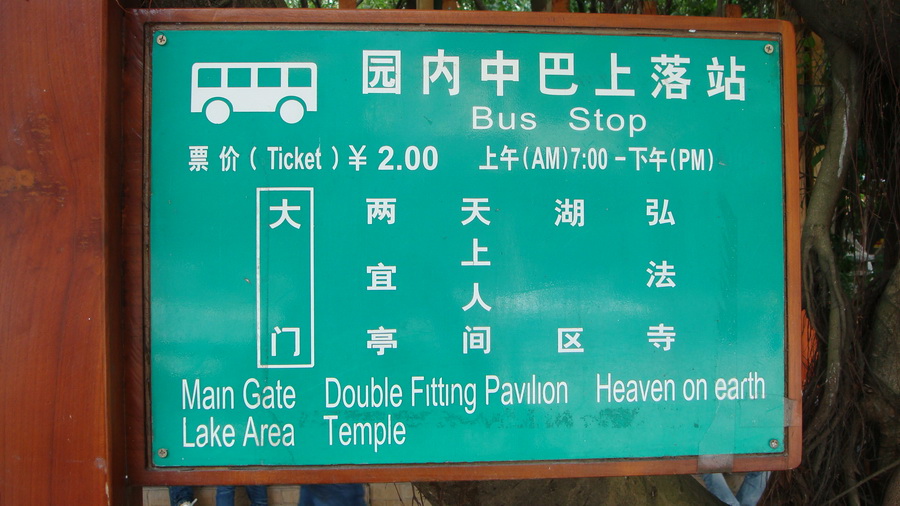 园内中巴上落站
Bus Stop
票价(Ticket)￥2.00 上午(AM)7:00-下午(PM)
大门
两宜亭
天上人间
湖区
弘法寺
Main Gate Double Fitting Pavilion Heaven on earth
Lake Area Temple